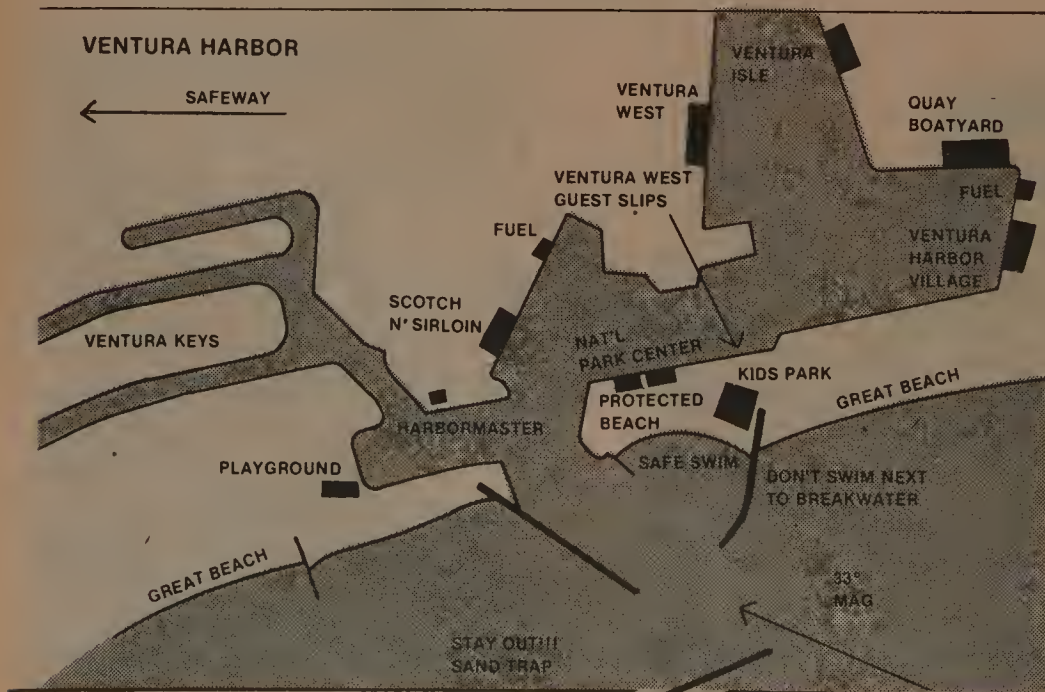 VENTURA HARBOR
SAFEWAY
VENTURA
ISLE
VENTURA
WEST
QUAY
BOATYARD
VENTURA WEST
GUEST SLIPS
FUEL
FUEL
VENTURA
HARBOR
VILLAGE
SCOTCH
N' SIRLOIN
VENTURA KEYS
NAT'L
PARK CENTER
KIDS PARK
GREAT BEACH
PROTECTED
BEACH
HARBORMASTER
SAFE SWIM
PLAYGROUND
DON'T SWIM NEXT
TO BREAKWATER
GREAT BEACH
33°
MAG
STAY OUT!!!
SAND TRAP